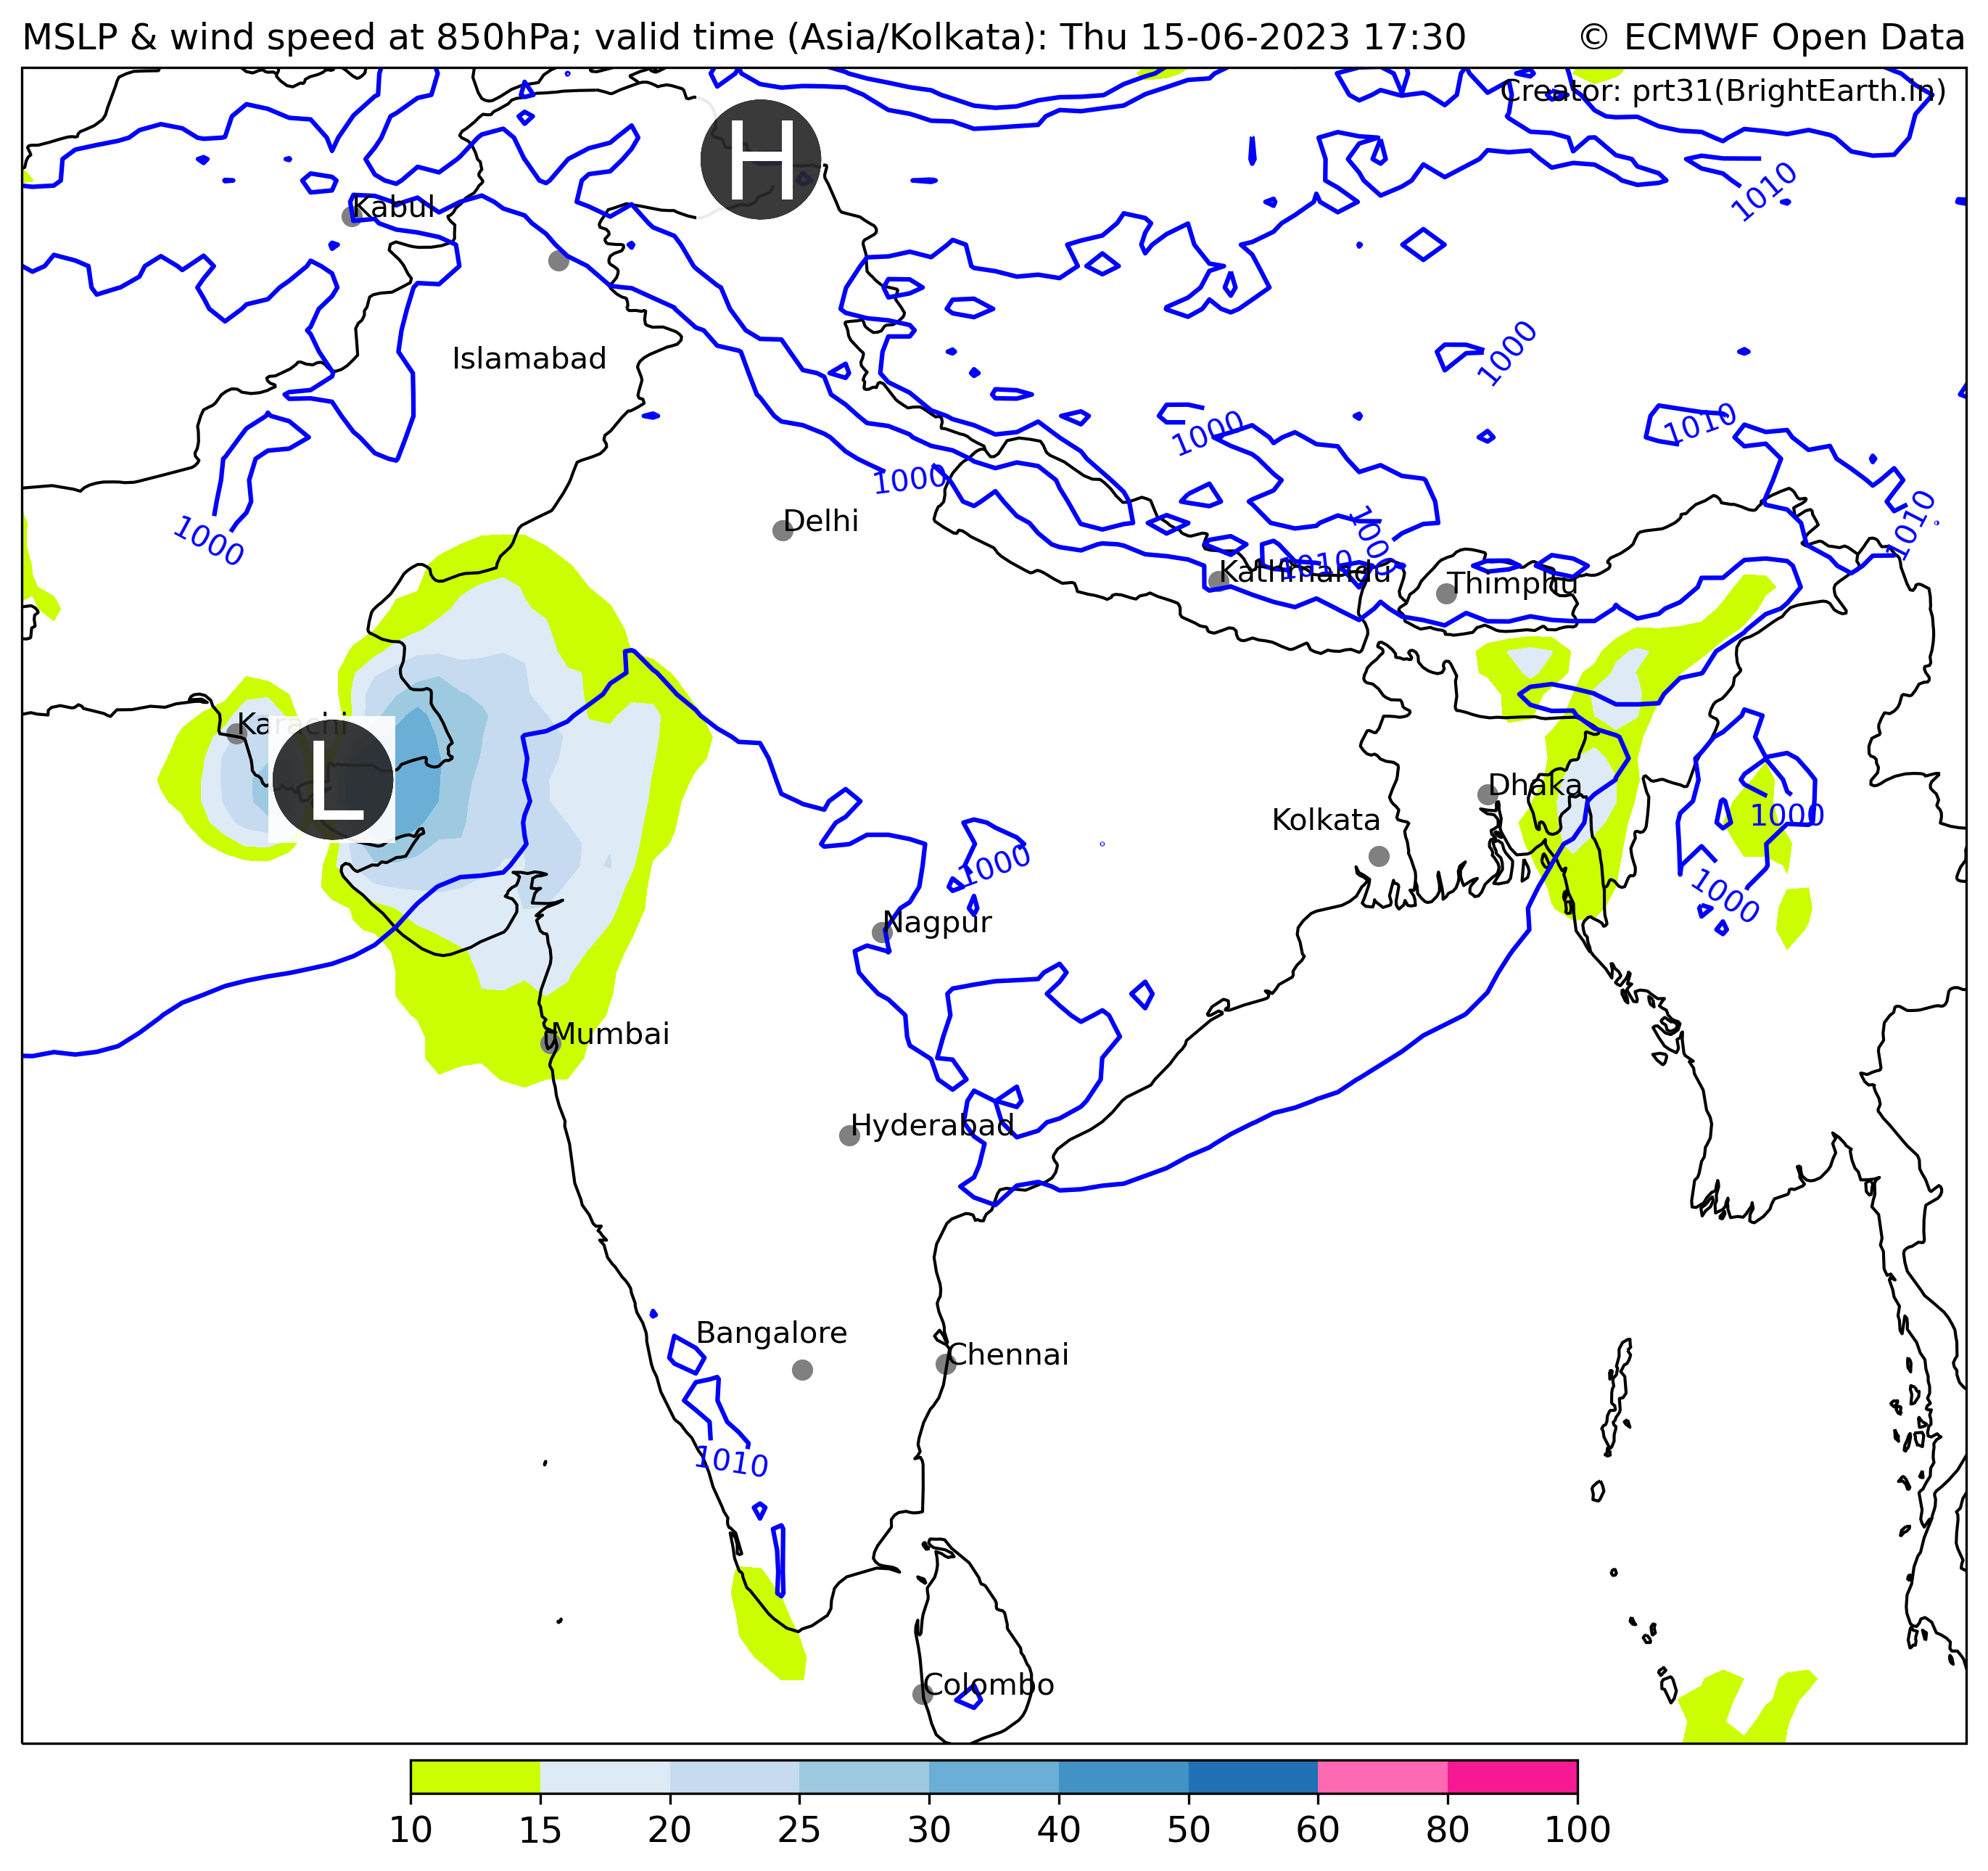 MSLP & wind speed at 850hPa; valid time (Asia/Kolkata): Thu 15-06-2023 17:30
© ECMWF Open Data
Creator: prt31(BrightEarth.in)
H
1010
Kabul
Islamabad
1000
1000
1010
1000
1000
1010
Delhi
1000
1010
Kathmandu
Thimphu
Karachi
L
Dhaka
Kolkata
1000
1000
1000
Nagpur
Mumbai
Hyderabad
Bangalore
Chennai
1010
Colombo
10 15 20 25 30 40 50 60 80 100